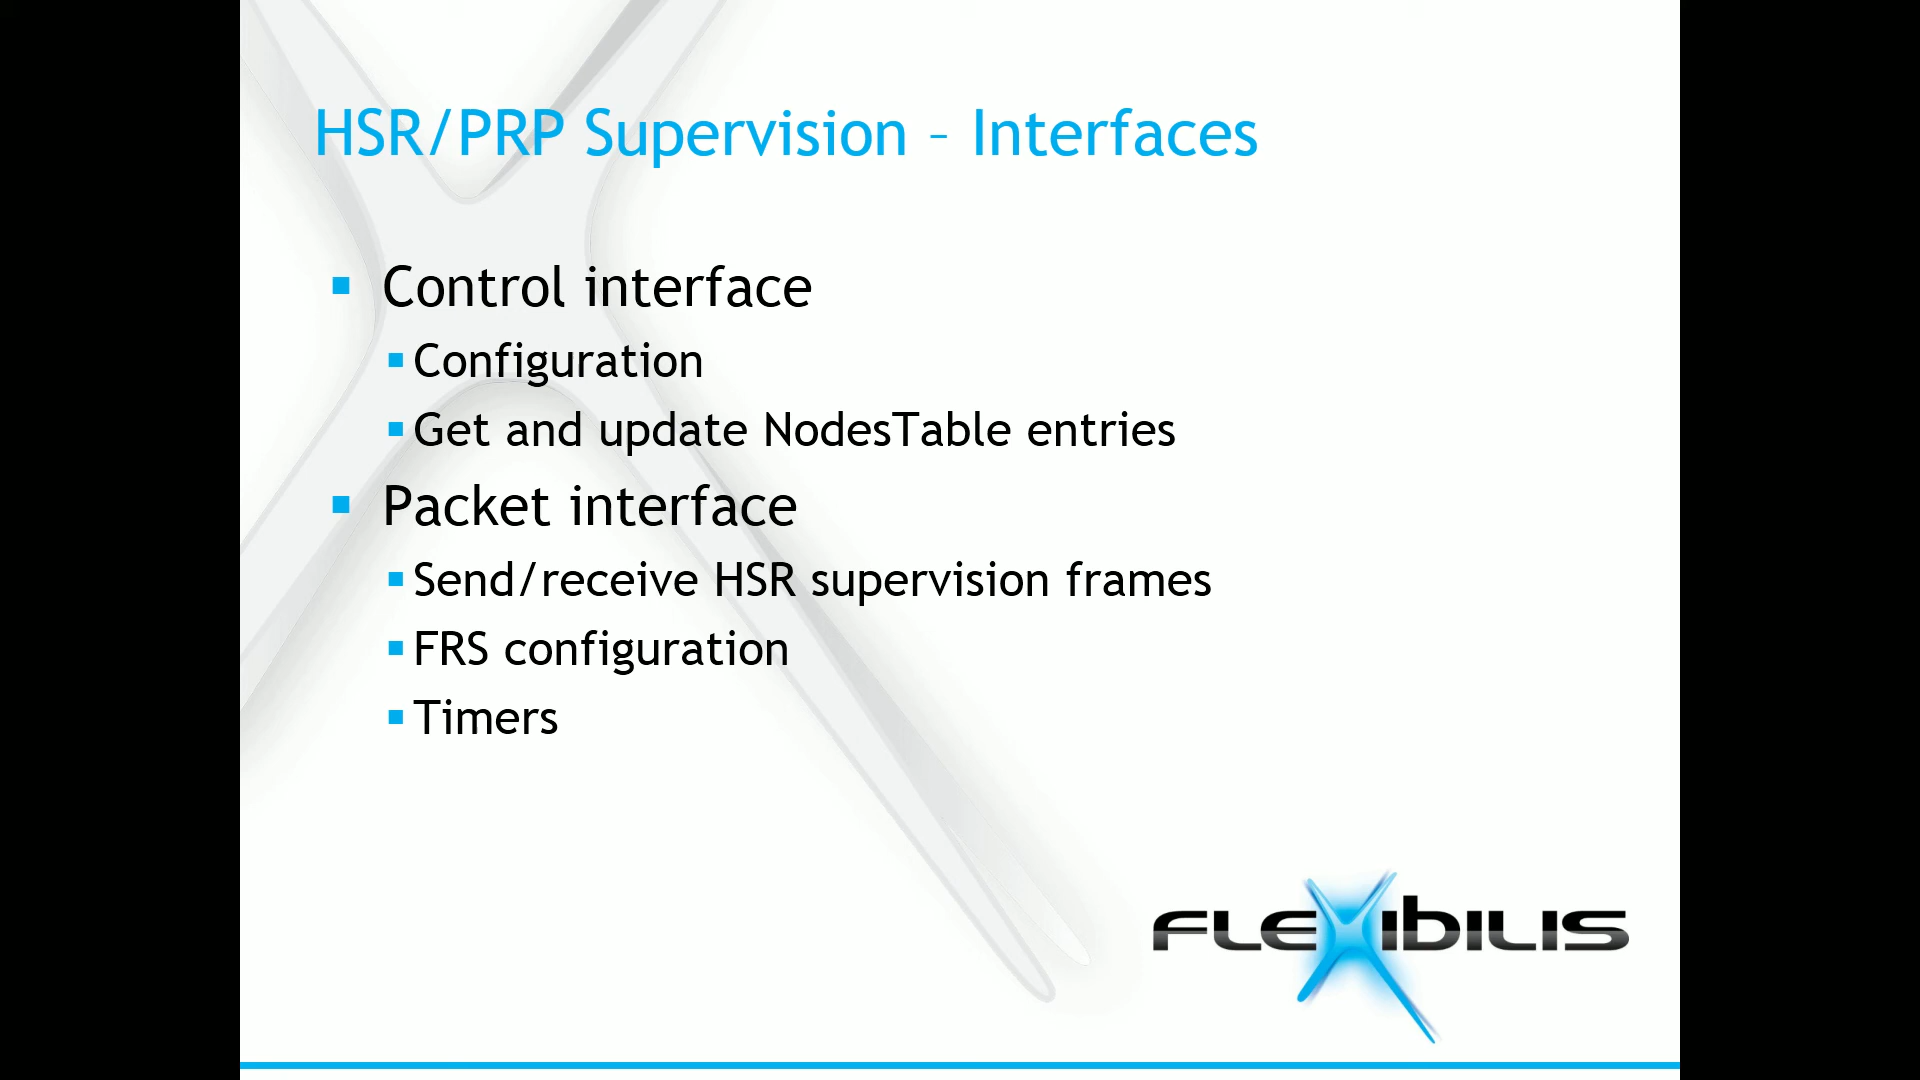 HSR/PRP Supervision – Interfaces
Control interface
Configuration
Get and update NodesTable entries
Packet interface
Send/receive HSR supervision frames
FRS configuration
Timers
FLEXIBILIS